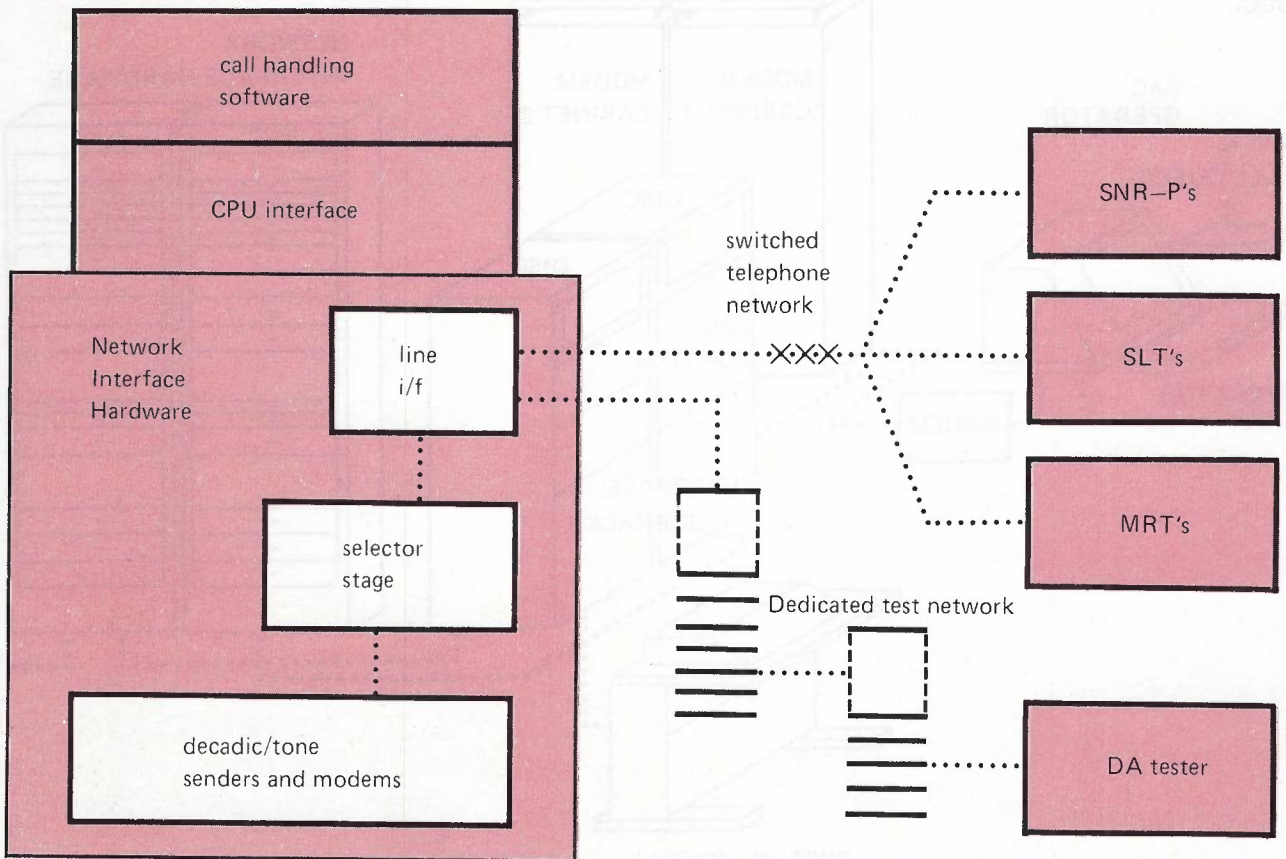 call handling
software
CPU interface
Network
Interface
Hardware
line
i/f
selector
stage
decadic/tone
senders and modems
switched
telephone
network
Dedicated test network
SNR–P's
SLT's
MRT's
DA tester